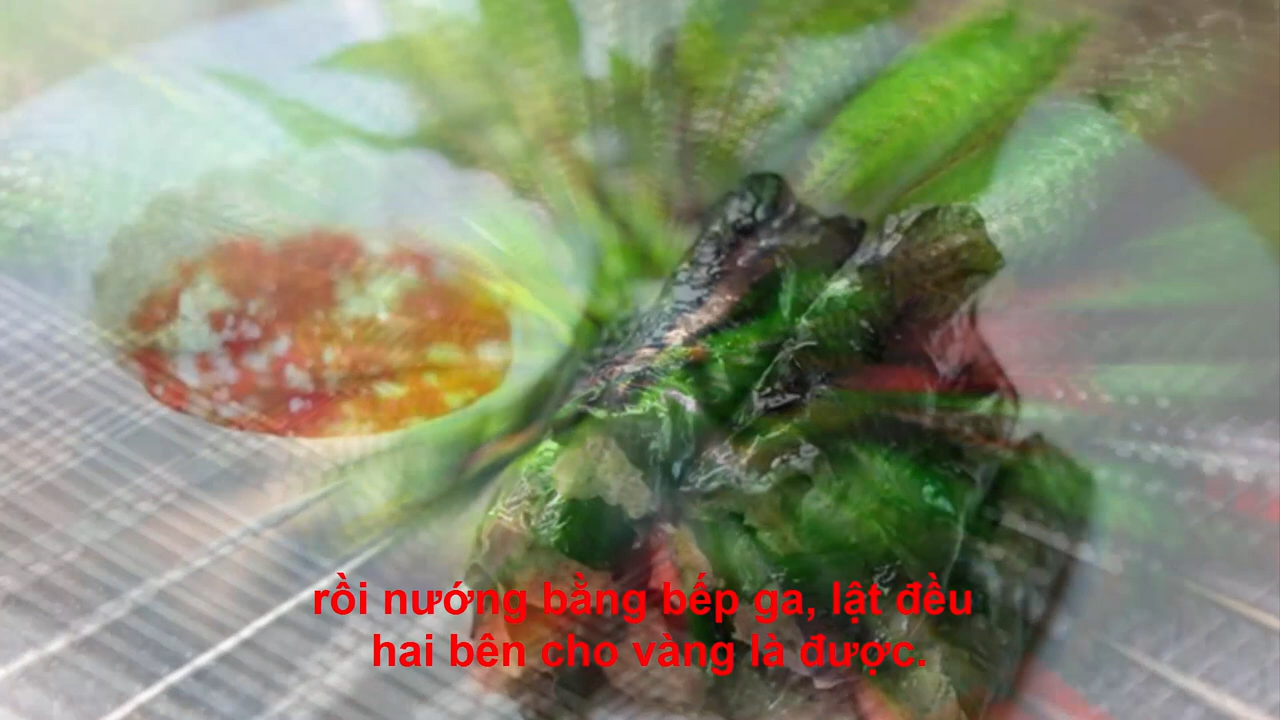 rồi nướng bằng bếp ga, lật đều
hai bên cho vàng là được.